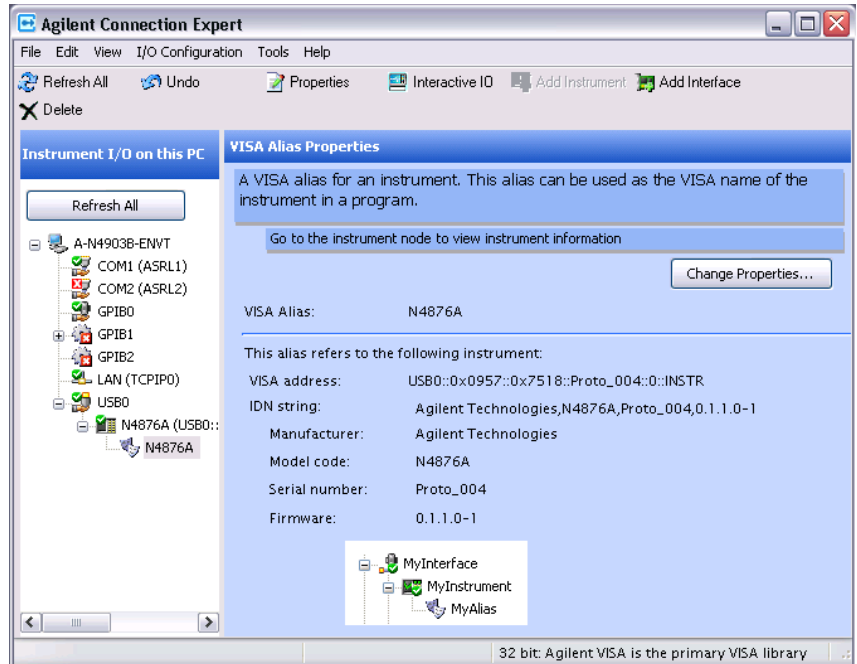 Agilent Connection Expert
File Edit View I/O Configuration Tools Help
Refresh All Undo Properties Interactive IO Add Instrument Add Interface
Delete
Instrument I/O on this PC
Refresh All
A-N4903B-ENVT
COM1 (ASRL1)
COM2 (ASRL2)
GPIB0
GPIB1
GPIB2
LAN (TCPIP0)
USB0
N4876A (USB0::
N4876A
VISA Alias Properties
A VISA alias for an instrument. This alias can be used as the VISA name of the
instrument in a program.
Go to the instrument node to view instrument information
Change Properties...
VISA Alias: N4876A
This alias refers to the following instrument:
VISA address: USB0::0x0957::0x7518::Proto_004::0::INSTR
IDN string: Agilent Technologies,N4876A,Proto_004,0.1.1.0-1
Manufacturer: Agilent Technologies
Model code: N4876A
Serial number: Proto_004
Firmware: 0.1.1.0-1
MyInterface
MyInstrument
MyAlias
32 bit: Agilent VISA is the primary VISA library